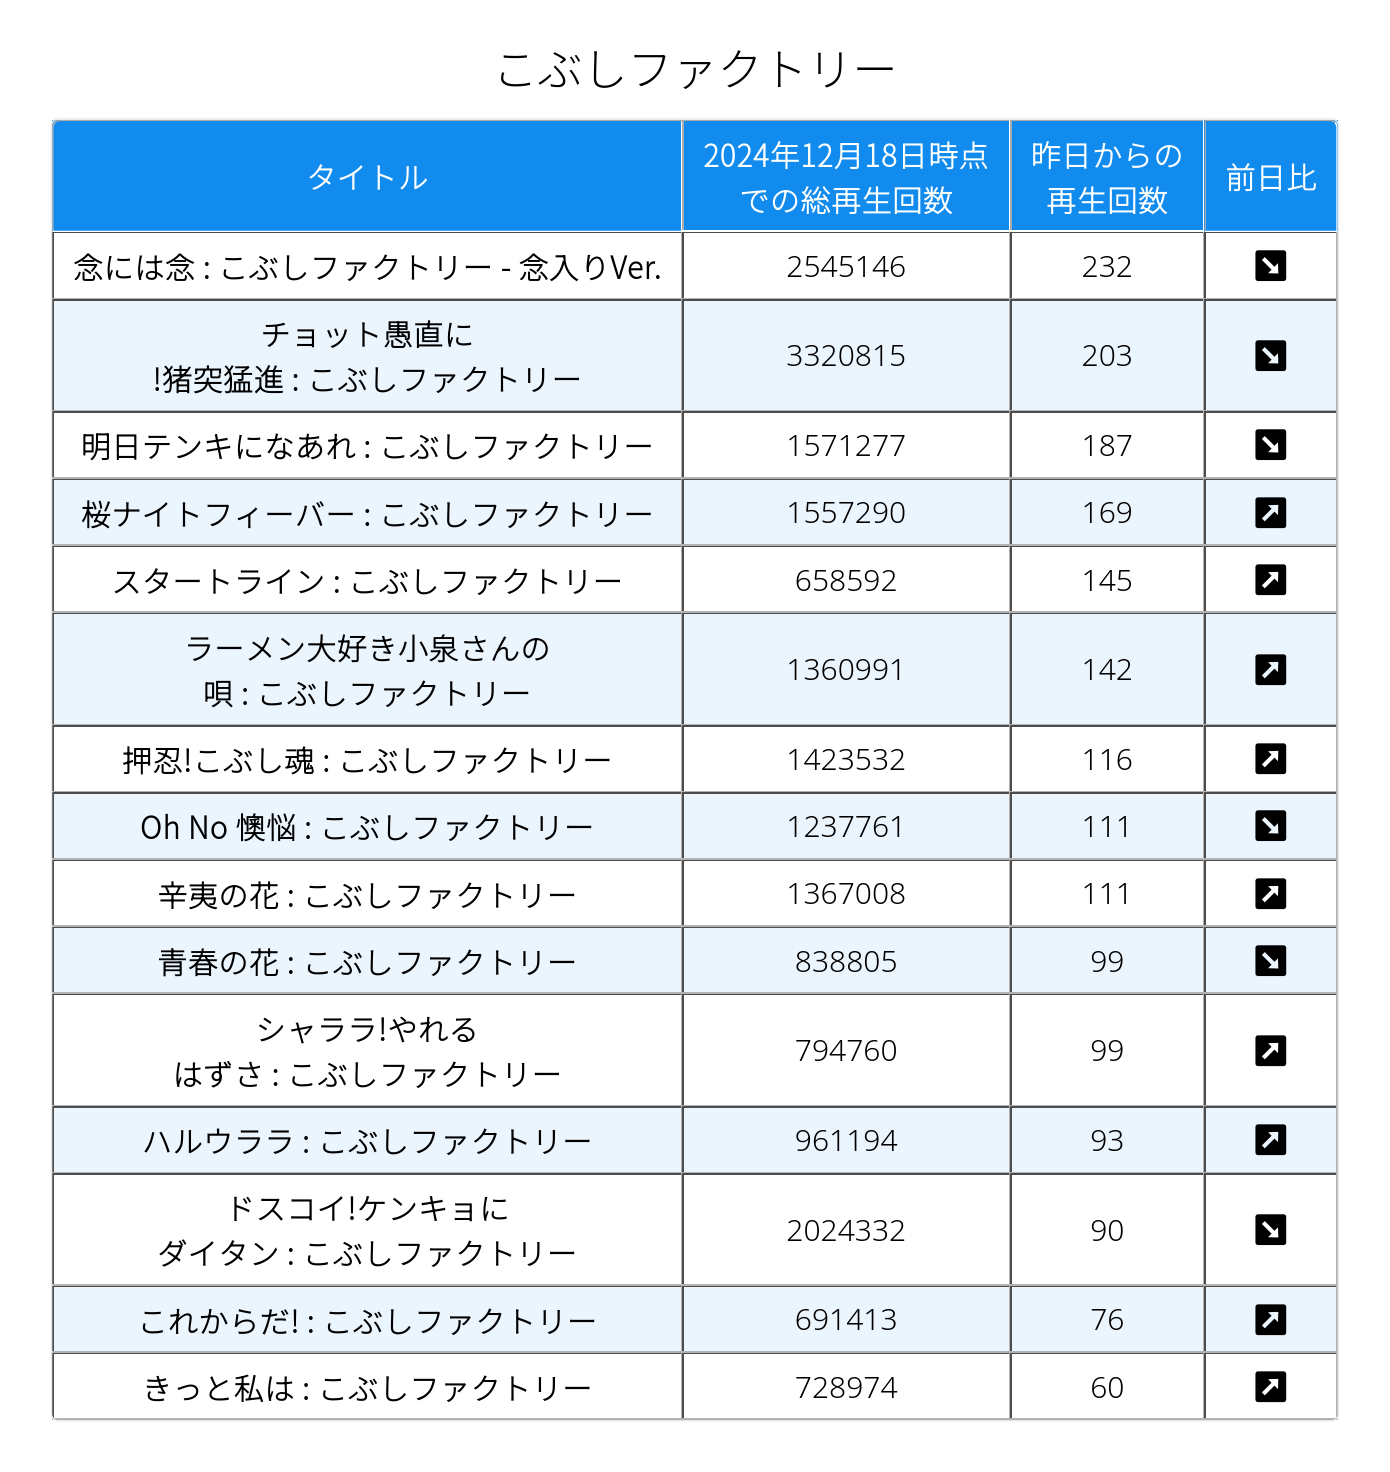 こぶしファクトリー
タイトル
2024年12月18日時点
での総再生回数
昨日からの
再生回数
前日比
念には念 : こぶしファクトリー - 念入りVer.
2545146
232
チョット愚直に
!猪突猛進 : こぶしファクトリー
3320815
203
明日テンキになあれ : こぶしファクトリー
1571277
187
桜ナイトフィーバー : こぶしファクトリー
1557290
169
スタートライン : こぶしファクトリー
658592
145
ラーメン大好き小泉さんの
唄 : こぶしファクトリー
1360991
142
押忍!こぶし魂 : こぶしファクトリー
1423532
116
Oh No 懊悩 : こぶしファクトリー
1237761
111
辛夷の花 : こぶしファクトリー
1367008
111
青春の花 : こぶしファクトリー
838805
99
シャララ!やれる
はずさ : こぶしファクトリー
794760
99
ハルウララ : こぶしファクトリー
961194
93
ドスコイ!ケンキョに
ダイタン : こぶしファクトリー
2024332
90
これからだ! : こぶしファクトリー
691413
76
きっと私は : こぶしファクトリー
728974
60